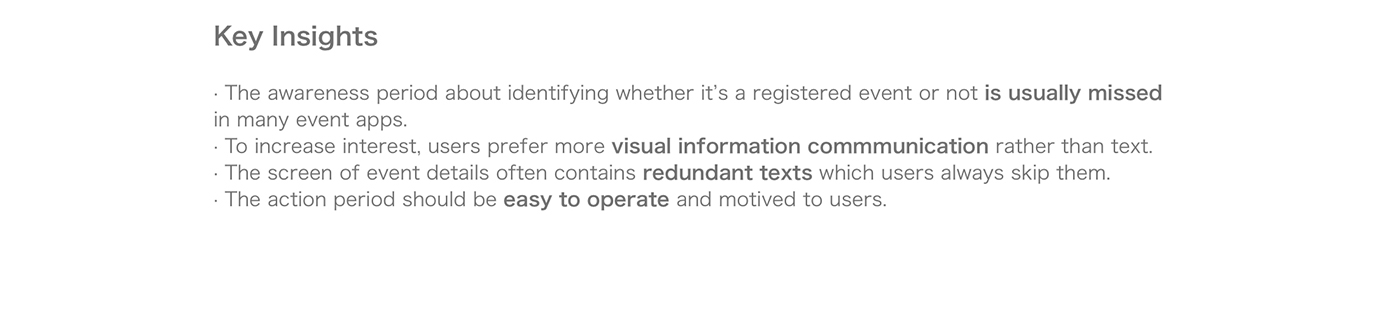 Key Insights
· The awareness period about identifying whether it's a registered event or not is usually missed
in many event apps.
· To increase interest, users prefer more visual information commmunication rather than text.
· The screen of event details often contains redundant texts which users always skip them.
· The action period should be easy to operate and motived to users.